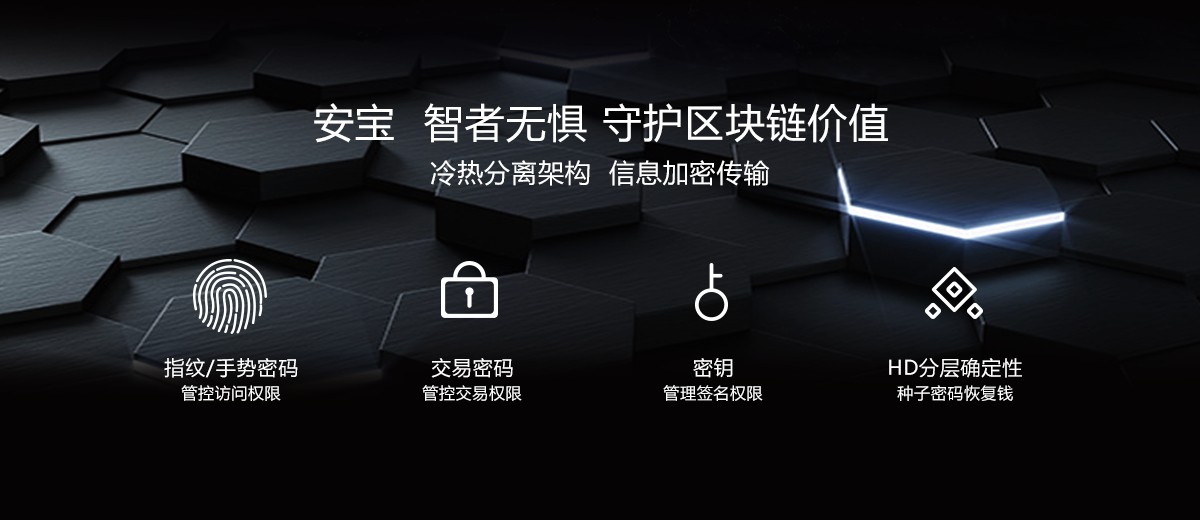 安宝 智者无惧 守护区块链价值
冷热分离架构 信息加密传输
指纹/手势密码
管控访问权限
交易密码
管控交易权限
密钥
管理签名权限
HD分层确定性
种子密码恢复钱